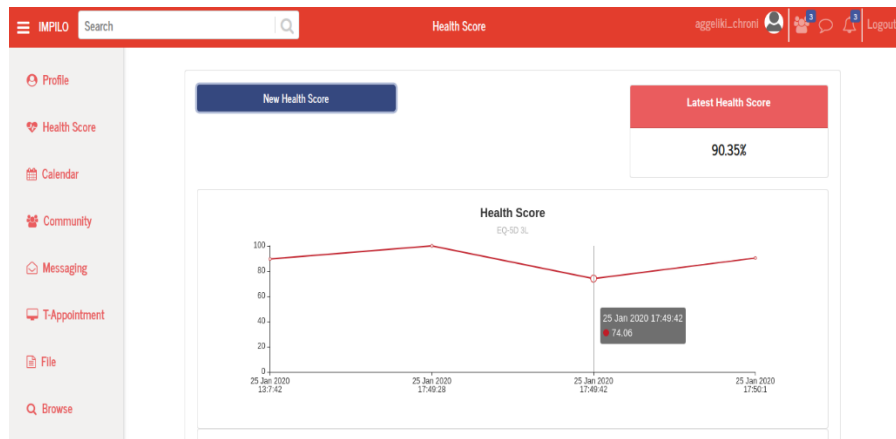 IMPILO
Search
Health Score
aggeliki_chroni
3
3
Logout
Profile
Health Score
Calendar
Community
Messaging
T-Appointment
File
Browse
New Health Score
Latest Health Score
90.35%
Health Score
EQ-5D 3L
100
80
60
40
20
0
25 Jan 2020
13:7:42
25 Jan 2020
17:49:28
25 Jan 2020
17:49:42
25 Jan 2020
17:50:1
25 Jan 2020 17:49:42
74.06